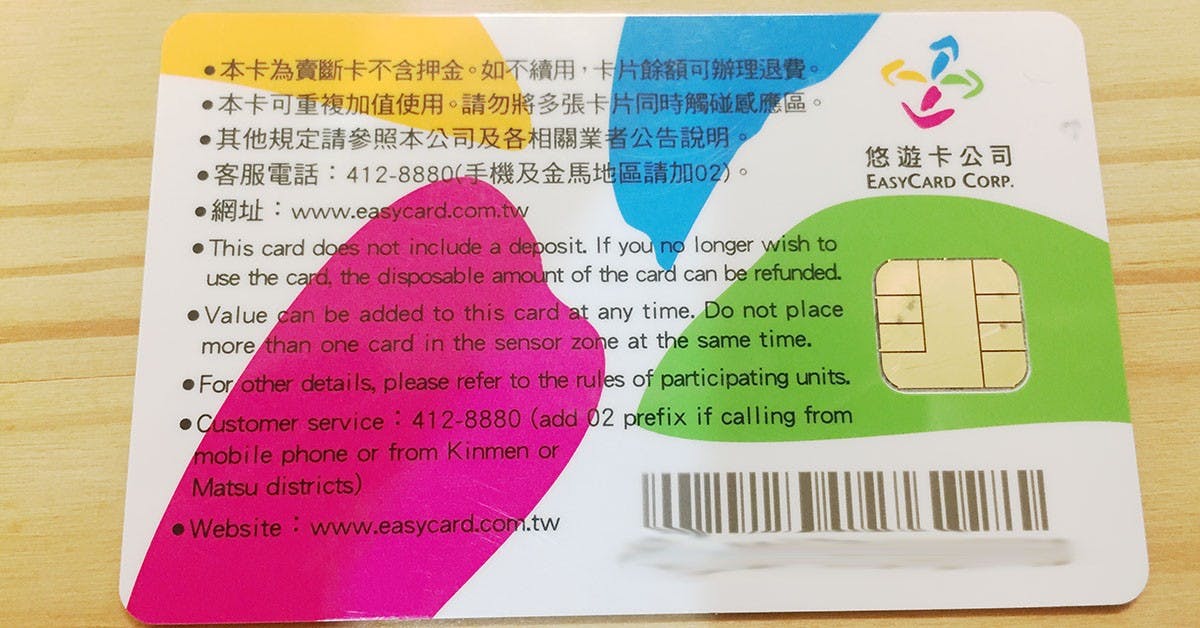 •本卡為賣斷卡不含押金。如不續用，卡片餘額可辦理退費。
•本卡可重複加值使用。請勿將多張卡片同時觸碰感應區。
•其他規定請參照本公司及各相關業者公告說明。
•客服電話：412-8880(手機及金馬地區請加02)。
•網址：www.easycard.com.tw
•This card does not include a deposit. If you no longer wish to
use the card, the disposable amount of the card can be refunded.
•Value can be added to this card at any time. Do not place
more than one card in the sensor zone at the same time.
•For other details, please refer to the rules of participating units.
•Customer service：412-8880 (add 02 prefix if calling from
mobile phone or from Kinmen or
Matsu districts)
•Website：www.easycard.com.tw
悠遊卡公司
EASYCARD CORP.